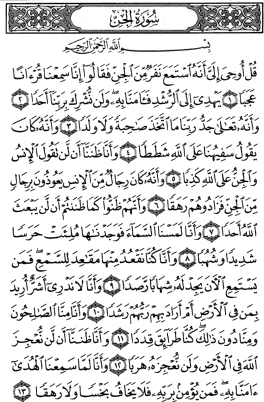 سُورَةُ الجِنِّ
بِسْمِ اللَّهِ الرَّحْمَٰنِ الرَّحِيمِ
قُلْ أُوحِىَ إِلَىَّ أَنَّهُ ٱسْتَمَعَ نَفَرٌ مِّنَ ٱلْجِنِّ فَقَالُوٓا۟ إِنَّا سَمِعْنَا قُرْءَانًا
عَجَبًا ١ يَهْدِىٓ إِلَى ٱلرُّشْدِ فَـَٔامَنَّا بِهِۦ وَلَن نُّشْرِكَ بِرَبِّنَآ أَحَدًا ٢
وَأَنَّهُۥ تَعَٰلَىٰ جَدُّ رَبِّنَا مَا ٱتَّخَذَ صَٰحِبَةً وَلَا وَلَدًا ٣ وَأَنَّهُۥ كَانَ
يَقُولُ سَفِيهُنَا عَلَى ٱللَّهِ شَطَطًا ٤ وَأَنَّا ظَنَنَّآ أَن لَّن تَقُولَ ٱلْإِنسُ
وَٱلْجِنُّ عَلَى ٱللَّهِ كَذِبًا ٥ وَأَنَّهُۥ كَانَ رِجَالٌ مِّنَ ٱلْإِنسِ يَعُوذُونَ بِرِجَالٍ
مِّنَ ٱلْجِنِّ فَزَادُوهُمْ رَهَقًا ٦ وَأَنَّهُمْ ظَنُّوا۟ كَمَا ظَنَنتُمْ أَن لَّن يَبْعَثَ
ٱللَّهُ أَحَدًا ٧ وَأَنَّا لَمَسْنَا ٱلسَّمَآءَ فَوَجَدْنَٰهَا مُلِئَتْ حَرَسًا
شَدِيدًا وَشُهُبًا ٨ وَأَنَّا كُنَّا نَقْعُدُ مِنْهَا مَقَٰعِدَ لِلسَّمْعِ فَمَن
يَسْتَمِعِ ٱلْـَٔانَ يَجِدْ لَهُۥ شِهَابًا رَّصَدًا ٩ وَأَنَّا لَا نَدْرِىٓ أَشَرٌّ أُرِيدَ
بِمَن فِى ٱلْأَرْضِ أَمْ أَرَادَ بِهِمْ رَبُّهُمْ رَشَدًا ١٠ وَأَنَّا مِنَّا ٱلصَّٰلِحُونَ
وَمِنَّا دُونَ ذَٰلِكَ كُنَّا طَرَآئِقَ قِدَدًا ١١ وَأَنَّا ظَنَنَّآ أَن لَّن نُّعْجِزَ
ٱللَّهَ فِى ٱلْأَرْضِ وَلَن نُّعْجِزَهُۥ هَرَبًا ١٢ وَأَنَّا لَمَّا سَمِعْنَا ٱلْهُدَىٰٓ
ءَامَنَّا بِهِۦ فَمَن يُؤْمِنۢ بِرَبِّهِۦ فَلَا يَخَافُ بَخْسًا وَلَا رَهَقًا ١٣